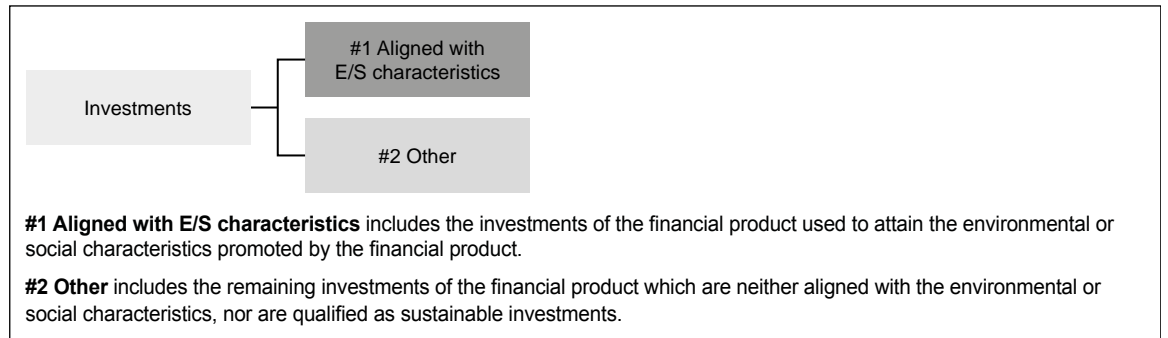 #1 Aligned with
E/S characteristics
Investments
#2 Other
#1 Aligned with E/S characteristics includes the investments of the financial product used to attain the environmental or
social characteristics promoted by the financial product.
#2 Other includes the remaining investments of the financial product which are neither aligned with the environmental or
social characteristics, nor are qualified as sustainable investments.